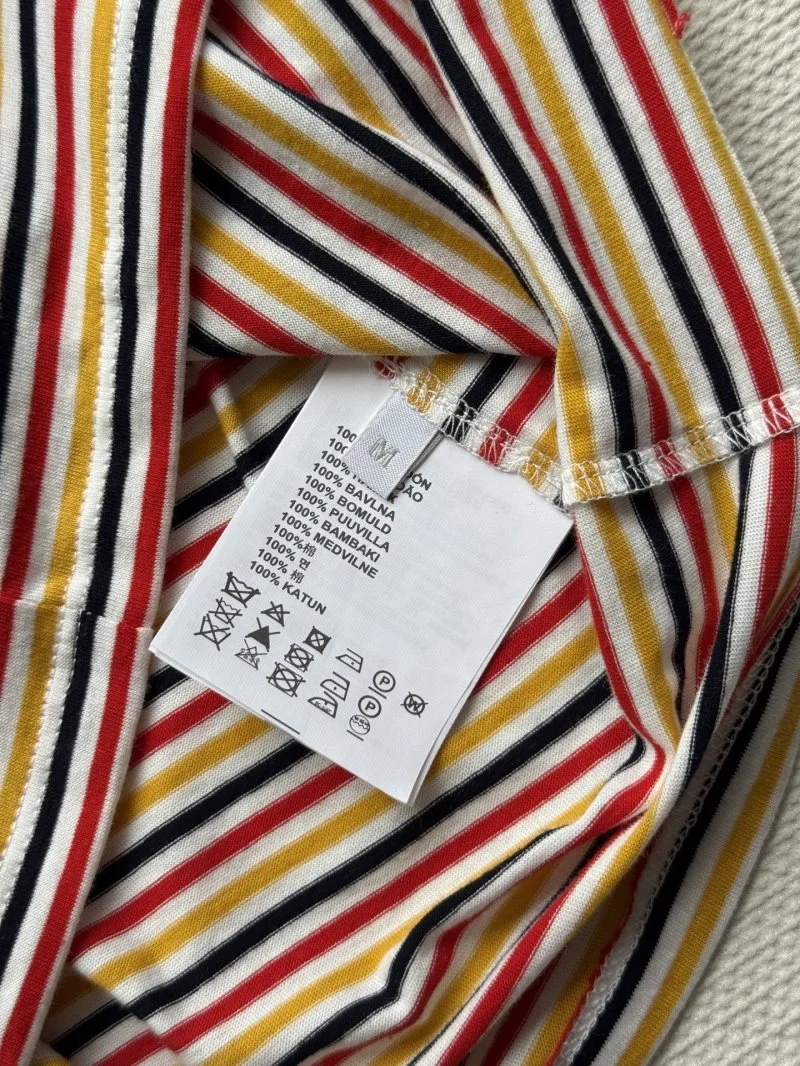 M
100% BAVLNA
100% BOMULD
100% PUUVILLA
100% BAMBAKI
100% MEDVILNE
100%棉
100% 면
100% 棉
100% KATUN
P
W
P